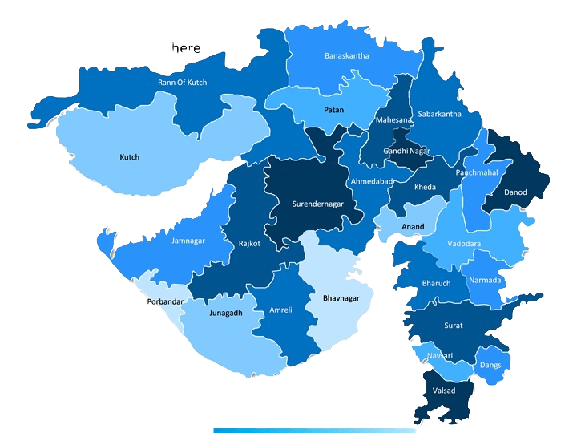 here
Banaskantha
Rann Of Kutch
Patan
Mahesana
Sabarkantha
Kutch
Gandhi Nagar
Panchmahal
Ahmedabad
Kheda
Dahod
Surendernagar
Anand
Jamnagar
Rajkot
Vadodara
Bharuch
Narmada
Porbandar
Bhavnagar
Junagadh
Amreli
Surat
Navsari
Dangs
Valsad